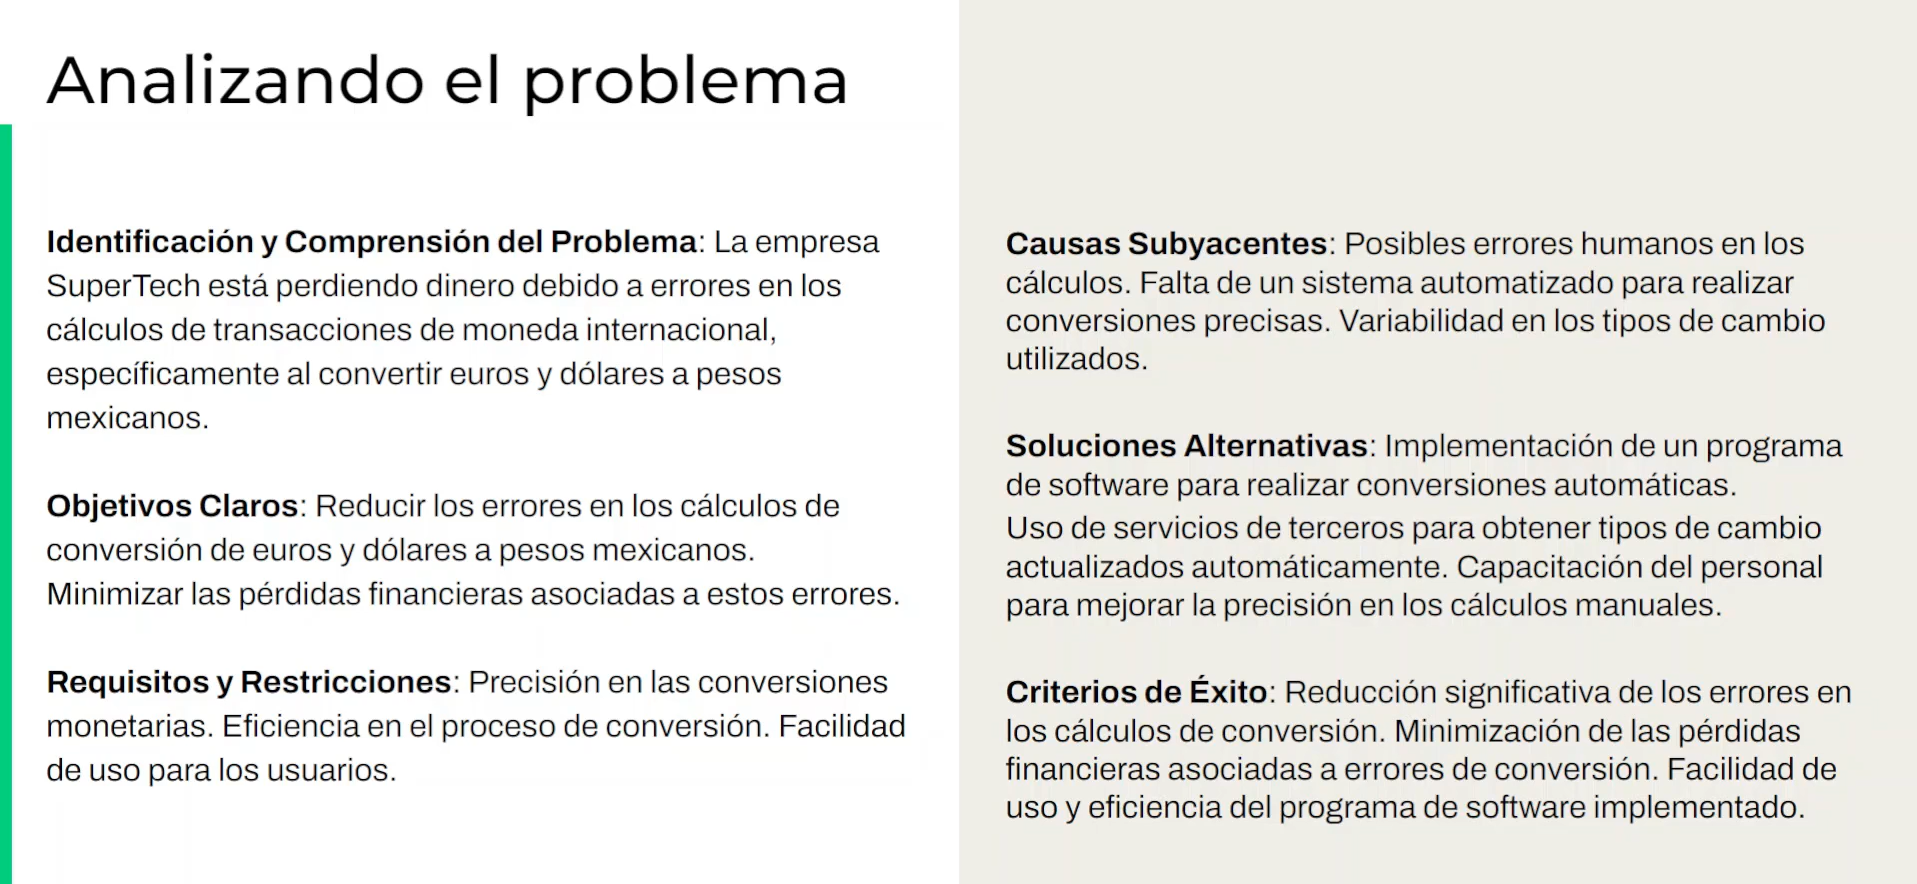 Analizando el problema
Identificación y Comprensión del Problema: La empresa
SuperTech está perdiendo dinero debido a errores en los
cálculos de transacciones de moneda internacional,
específicamente al convertir euros y dólares a pesos
mexicanos.
Objetivos Claros: Reducir los errores en los cálculos de
conversión de euros y dólares a pesos mexicanos.
Minimizar las pérdidas financieras asociadas a estos errores.
Requisitos y Restricciones: Precisión en las conversiones
monetarias. Eficiencia en el proceso de conversión. Facilidad
de uso para los usuarios.
Causas Subyacentes: Posibles errores humanos en los
cálculos. Falta de un sistema automatizado para realizar
conversiones precisas. Variabilidad en los tipos de cambio
utilizados.
Soluciones Alternativas: Implementación de un programa
de software para realizar conversiones automáticas.
Uso de servicios de terceros para obtener tipos de cambio
actualizados automáticamente. Capacitación del personal
para mejorar la precisión en los cálculos manuales.
Criterios de Éxito: Reducción significativa de los errores en
los cálculos de conversión. Minimización de las pérdidas
financieras asociadas a errores de conversión. Facilidad de
uso y eficiencia del programa de software implementado.